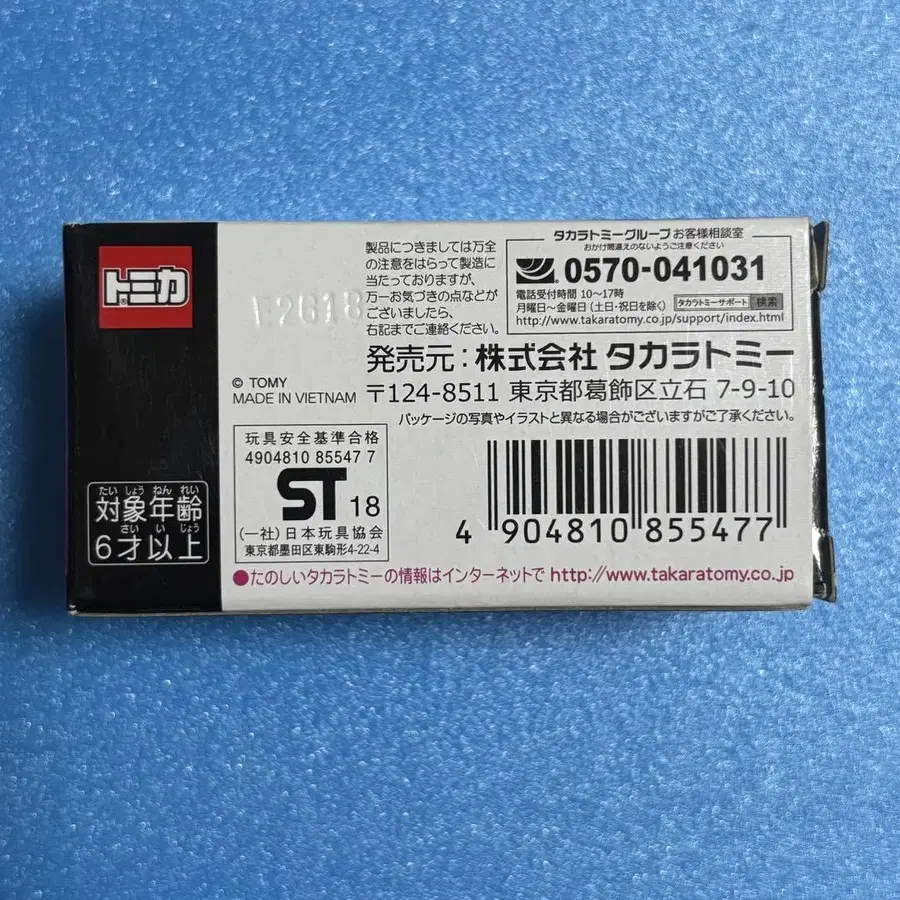 トミカ
®
E2618
製品につきましては万全
の注意をはらって製造に
当たっておりますが、
万一お気づきの点などが
ございましたら、
右記までご連絡ください。
タカラトミーグループ お客様相談室
おかけ間違えのないようご注意ください
0570-041031
電話受付時間 10〜17時
月曜日〜金曜日 (土日・祝日を除く)
タカラトミーサポート 検索
http://www.takaratomy.co.jp/support/index.html
発売元：株式会社 タカラトミー
© TOMY
MADE IN VIETNAM
〒124-8511 東京都葛飾区立石 7-9-10
パッケージの写真やイラストと異なる場合がございますがご了承ください。
玩具安全基準合格
4904810 85547 7
ST 18
(一社)日本玩具協会
東京都墨田区東駒形4-22-4
4 904810 855477
たい しょう ねん れい
対象年齢
さい い じょう
6才以上
●たのしいタカラトミーの情報はインターネットで http://www.takaratomy.co.jp